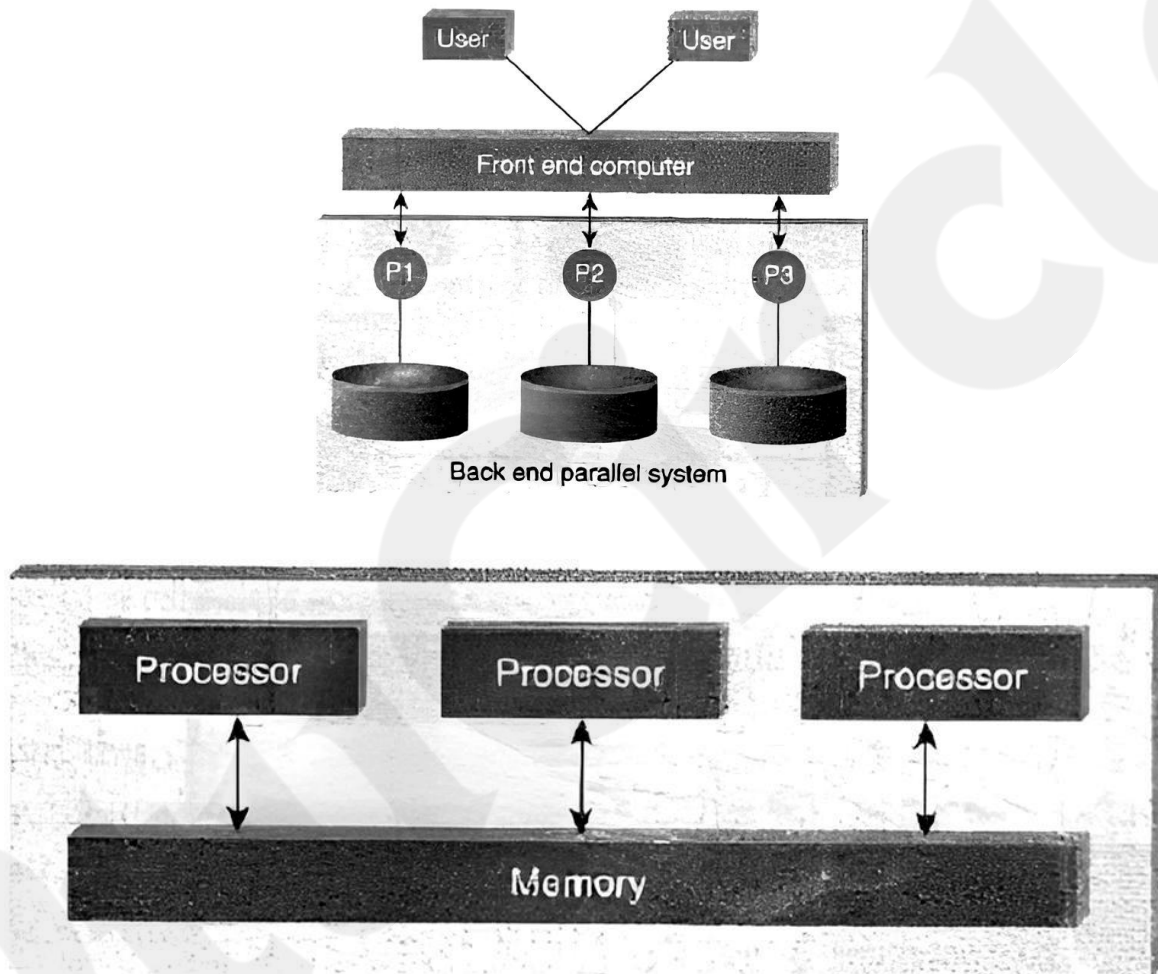 User User
Front end computer
P1 P2 P3
Back end parallel system
Processor Processor Processor
Memory